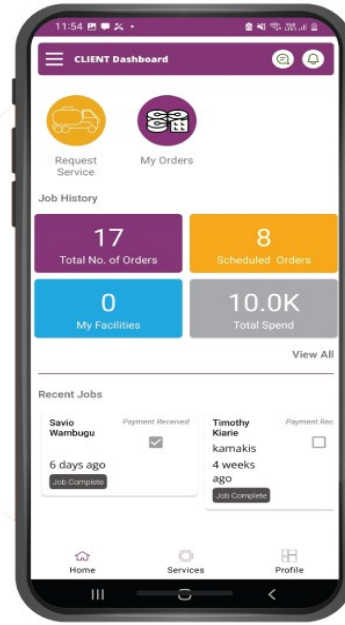 11:54
CLIENT Dashboard
Request
Service
My Orders
Job History
17
Total No. of Orders
8
Scheduled Orders
0
My Facilities
10.0K
Total Spend
View All
Recent Jobs
Savio
Wambugu
Payment Received
6 days ago
Job Complete
Timothy
Kiarie
Payment Rec
kamakis
4 weeks
ago
Job Complete
Home
Services
Profile